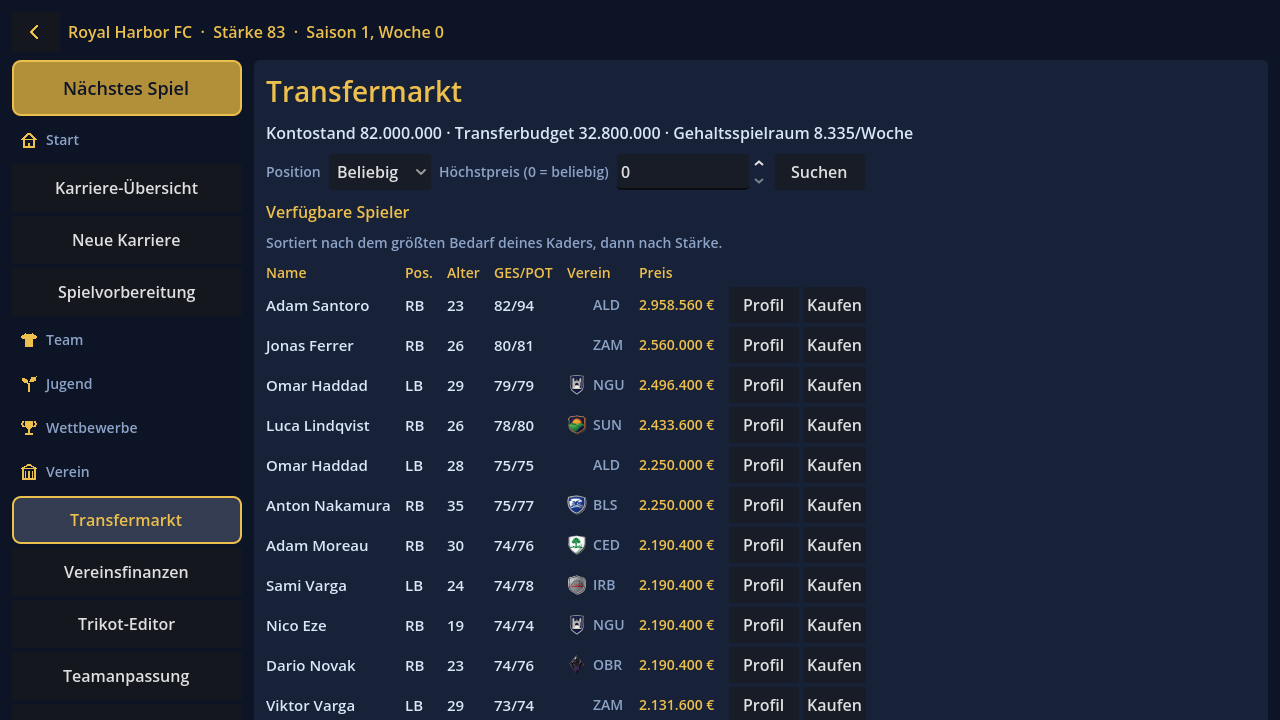 Royal Harbor FC · Stärke 83 · Saison 1, Woche 0
Nächstes Spiel
Start
Karriere-Übersicht
Neue Karriere
Spielvorbereitung
Team
Jugend
Wettbewerbe
Verein
Transfermarkt
Vereinsfinanzen
Trikot-Editor
Teamanpassung
Transfermarkt
Kontostand 82.000.000 · Transferbudget 32.800.000 · Gehaltsspielraum 8.335/Woche
Position Beliebig Höchstpreis (0 = beliebig) 0 Suchen
Verfügbare Spieler
Sortiert nach dem größten Bedarf deines Kaders, dann nach Stärke.
Name Pos. Alter GES/POT Verein Preis
Adam Santoro RB 23 82/94 ALD 2.958.560 € Profil Kaufen
Jonas Ferrer RB 26 80/81 ZAM 2.560.000 € Profil Kaufen
Omar Haddad LB 29 79/79 NGU 2.496.400 € Profil Kaufen
Luca Lindqvist RB 26 78/80 SUN 2.433.600 € Profil Kaufen
Omar Haddad LB 28 75/75 ALD 2.250.000 € Profil Kaufen
Anton Nakamura RB 35 75/77 BLS 2.250.000 € Profil Kaufen
Adam Moreau RB 30 74/76 CED 2.190.400 € Profil Kaufen
Sami Varga LB 24 74/78 IRB 2.190.400 € Profil Kaufen
Nico Eze RB 19 74/74 NGU 2.190.400 € Profil Kaufen
Dario Novak RB 23 74/76 OBR 2.190.400 € Profil Kaufen
Viktor Varga LB 29 73/74 ZAM 2.131.600 € Profil Kaufen